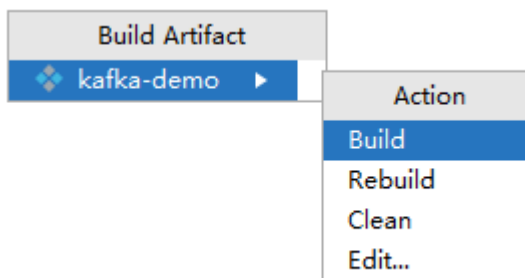 Build Artifact
kafka-demo
Action
Build
Rebuild
Clean
Edit...